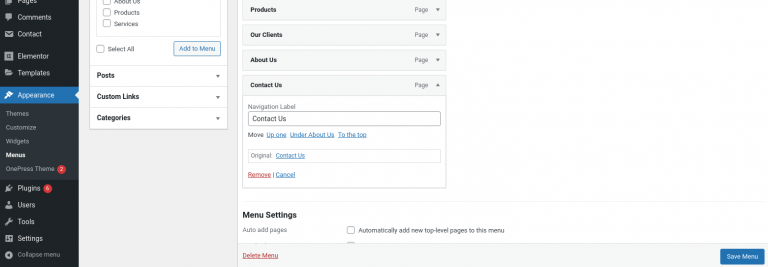 Pages
Comments
Contact
Elementor
Templates
Appearance
Themes
Customize
Widgets
Menus
OnePress Theme 2
Plugins 6
Users
Tools
Settings
Collapse menu
About Us
Products
Services
Select All
Add to Menu
Posts
Custom Links
Categories
Products Page
Our Clients Page
About Us Page
Contact Us Page
Navigation Label
Contact Us
Move Up one Under About Us To the top
Original: Contact Us
Remove | Cancel
Menu Settings
Auto add pages Automatically add new top-level pages to this menu
Delete Menu Save Menu